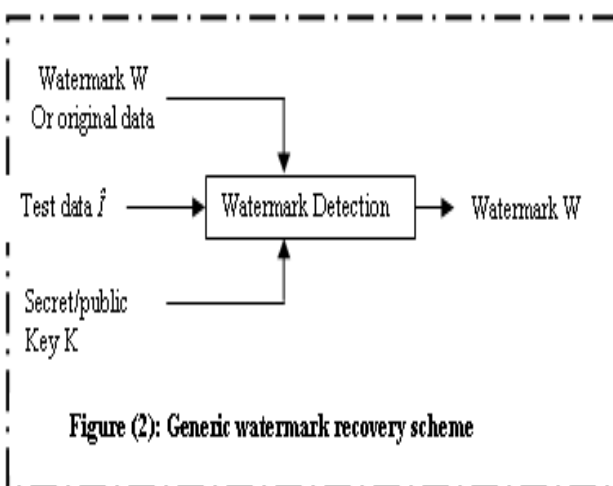 Watermark W
Or original data
Test data Î
Watermark Detection
Watermark W
Secret/public
Key K
Figure (2): Generic watermark recovery scheme